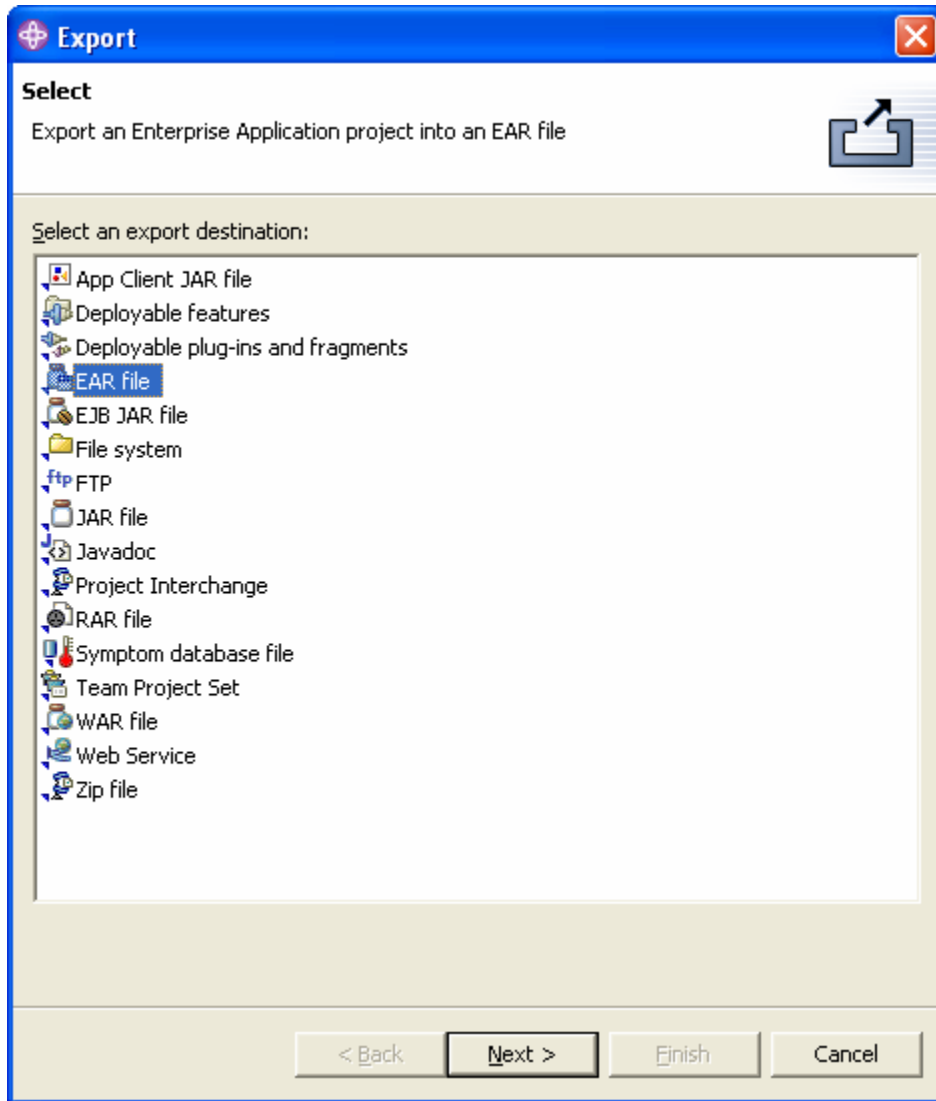 Export
Select
Export an Enterprise Application project into an EAR file
Select an export destination:
App Client JAR file
Deployable features
Deployable plug-ins and fragments
EAR file
EJB JAR file
File system
ftp FTP
JAR file
Javadoc
Project Interchange
RAR file
Symptom database file
Team Project Set
WAR file
Web Service
Zip file
< Back Next > Finish Cancel